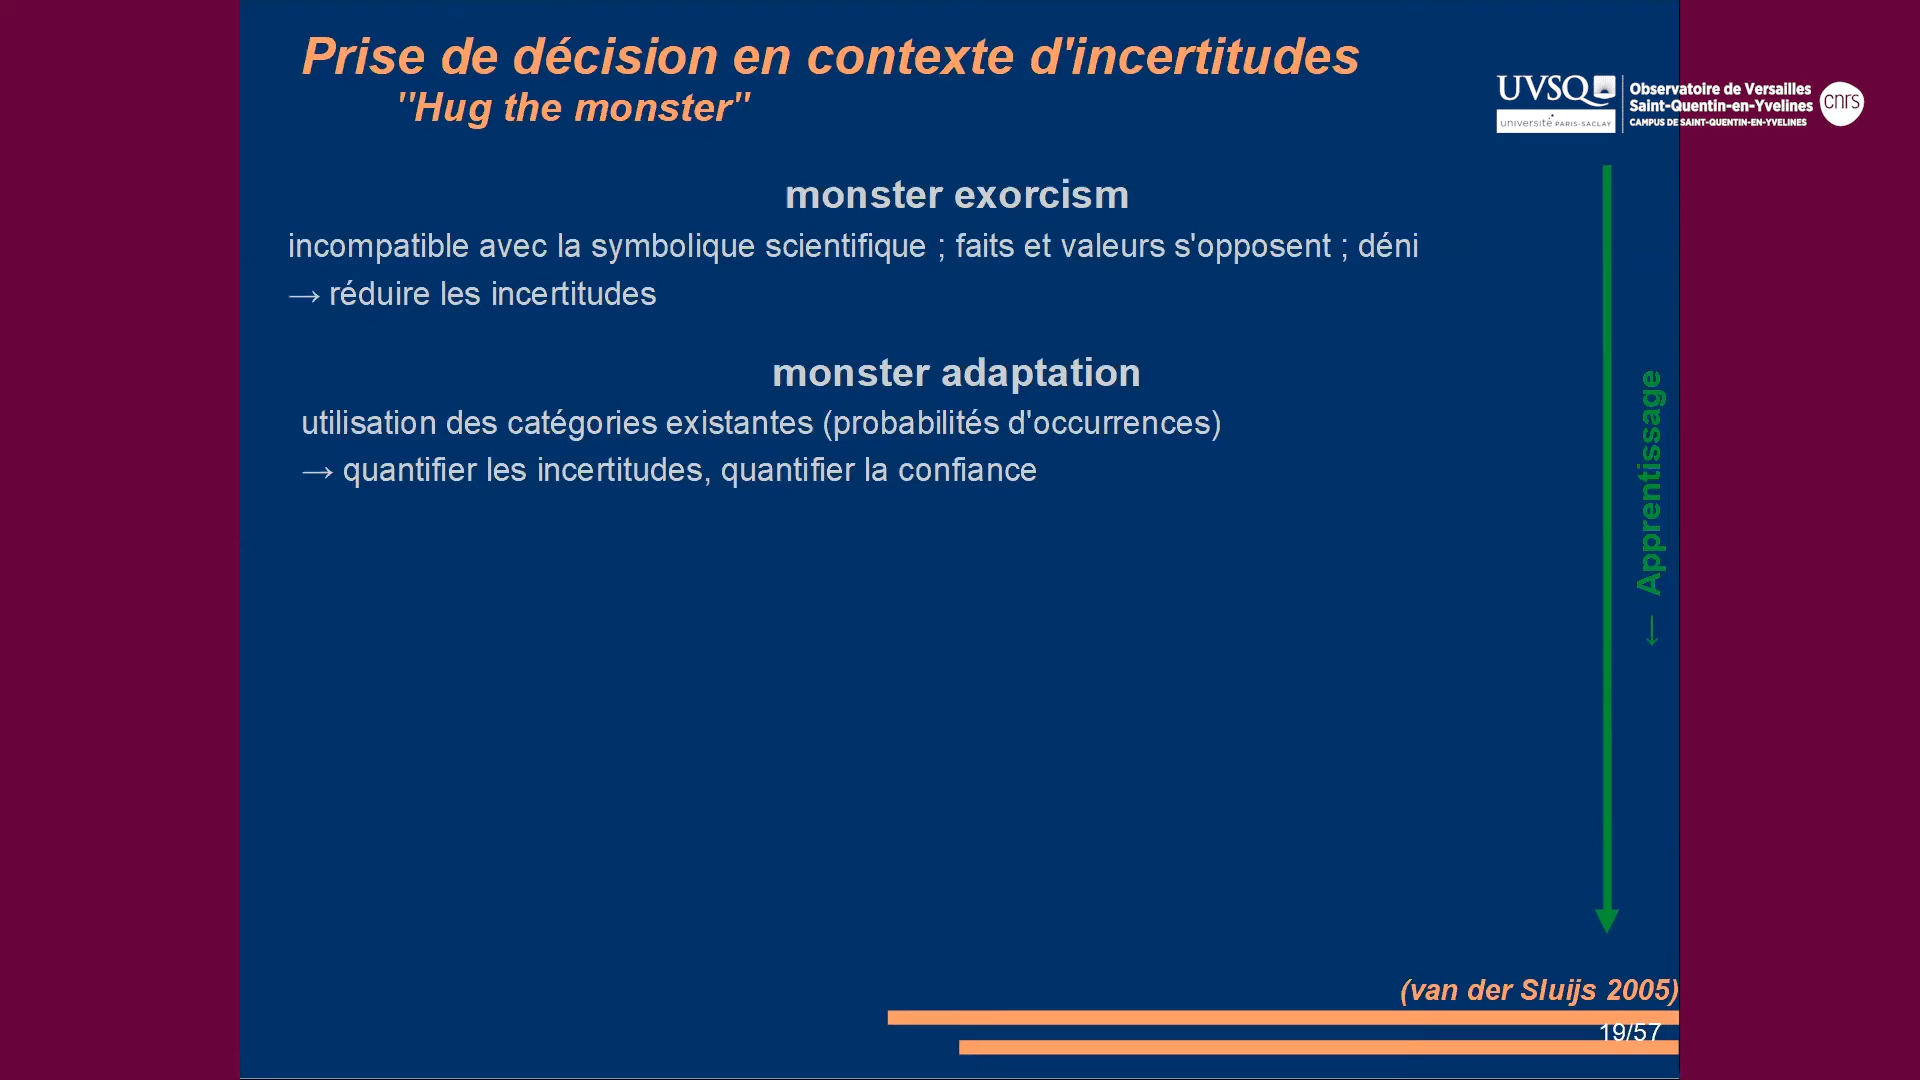 Prise de décision en contexte d'incertitudes
"Hug the monster"
UVSQ
université PARIS-SACLAY
Observatoire de Versailles
Saint-Quentin-en-Yvelines
CAMPUS DE SAINT-QUENTIN-EN-YVELINES
cnrs
monster exorcism
incompatible avec la symbolique scientifique ; faits et valeurs s'opposent ; déni
→ réduire les incertitudes
monster adaptation
utilisation des catégories existantes (probabilités d'occurrences)
→ quantifier les incertitudes, quantifier la confiance
← Apprentissage
(van der Sluijs 2005)
19/57